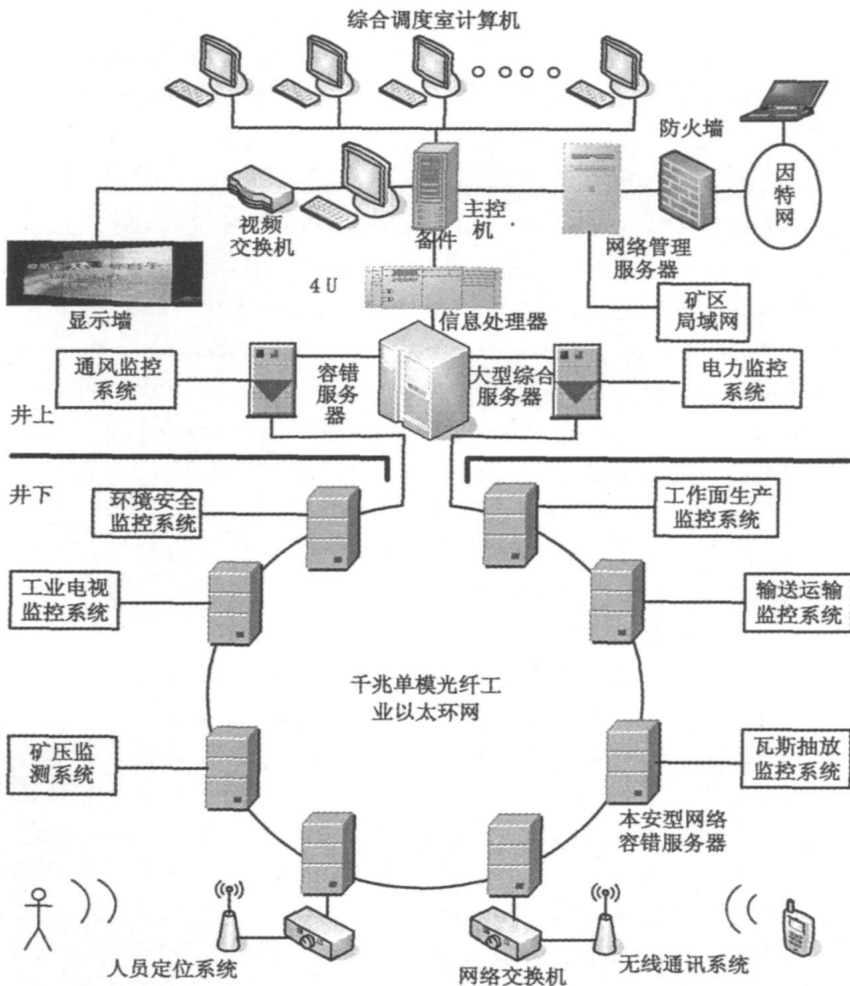 综合调度室计算机
防火墙
因
特
网
视频
交换机
备件
主控
机
网络管理
服务器
显示墙
4U
信息处理器
矿区
局域网
通风监控
系统
容错
服务
器
大型综合
服务器
电力监控
系统
井上
井下
环境安全
监控系统
工作面生产
监控系统
工业电视
监控系统
输送运输
监控系统
千兆单模光纤工
业以太环网
矿压监
测系统
瓦斯抽放
监控系统
本安型网络
容错服务器
人员定位系统
网络交换机
无线通讯系统